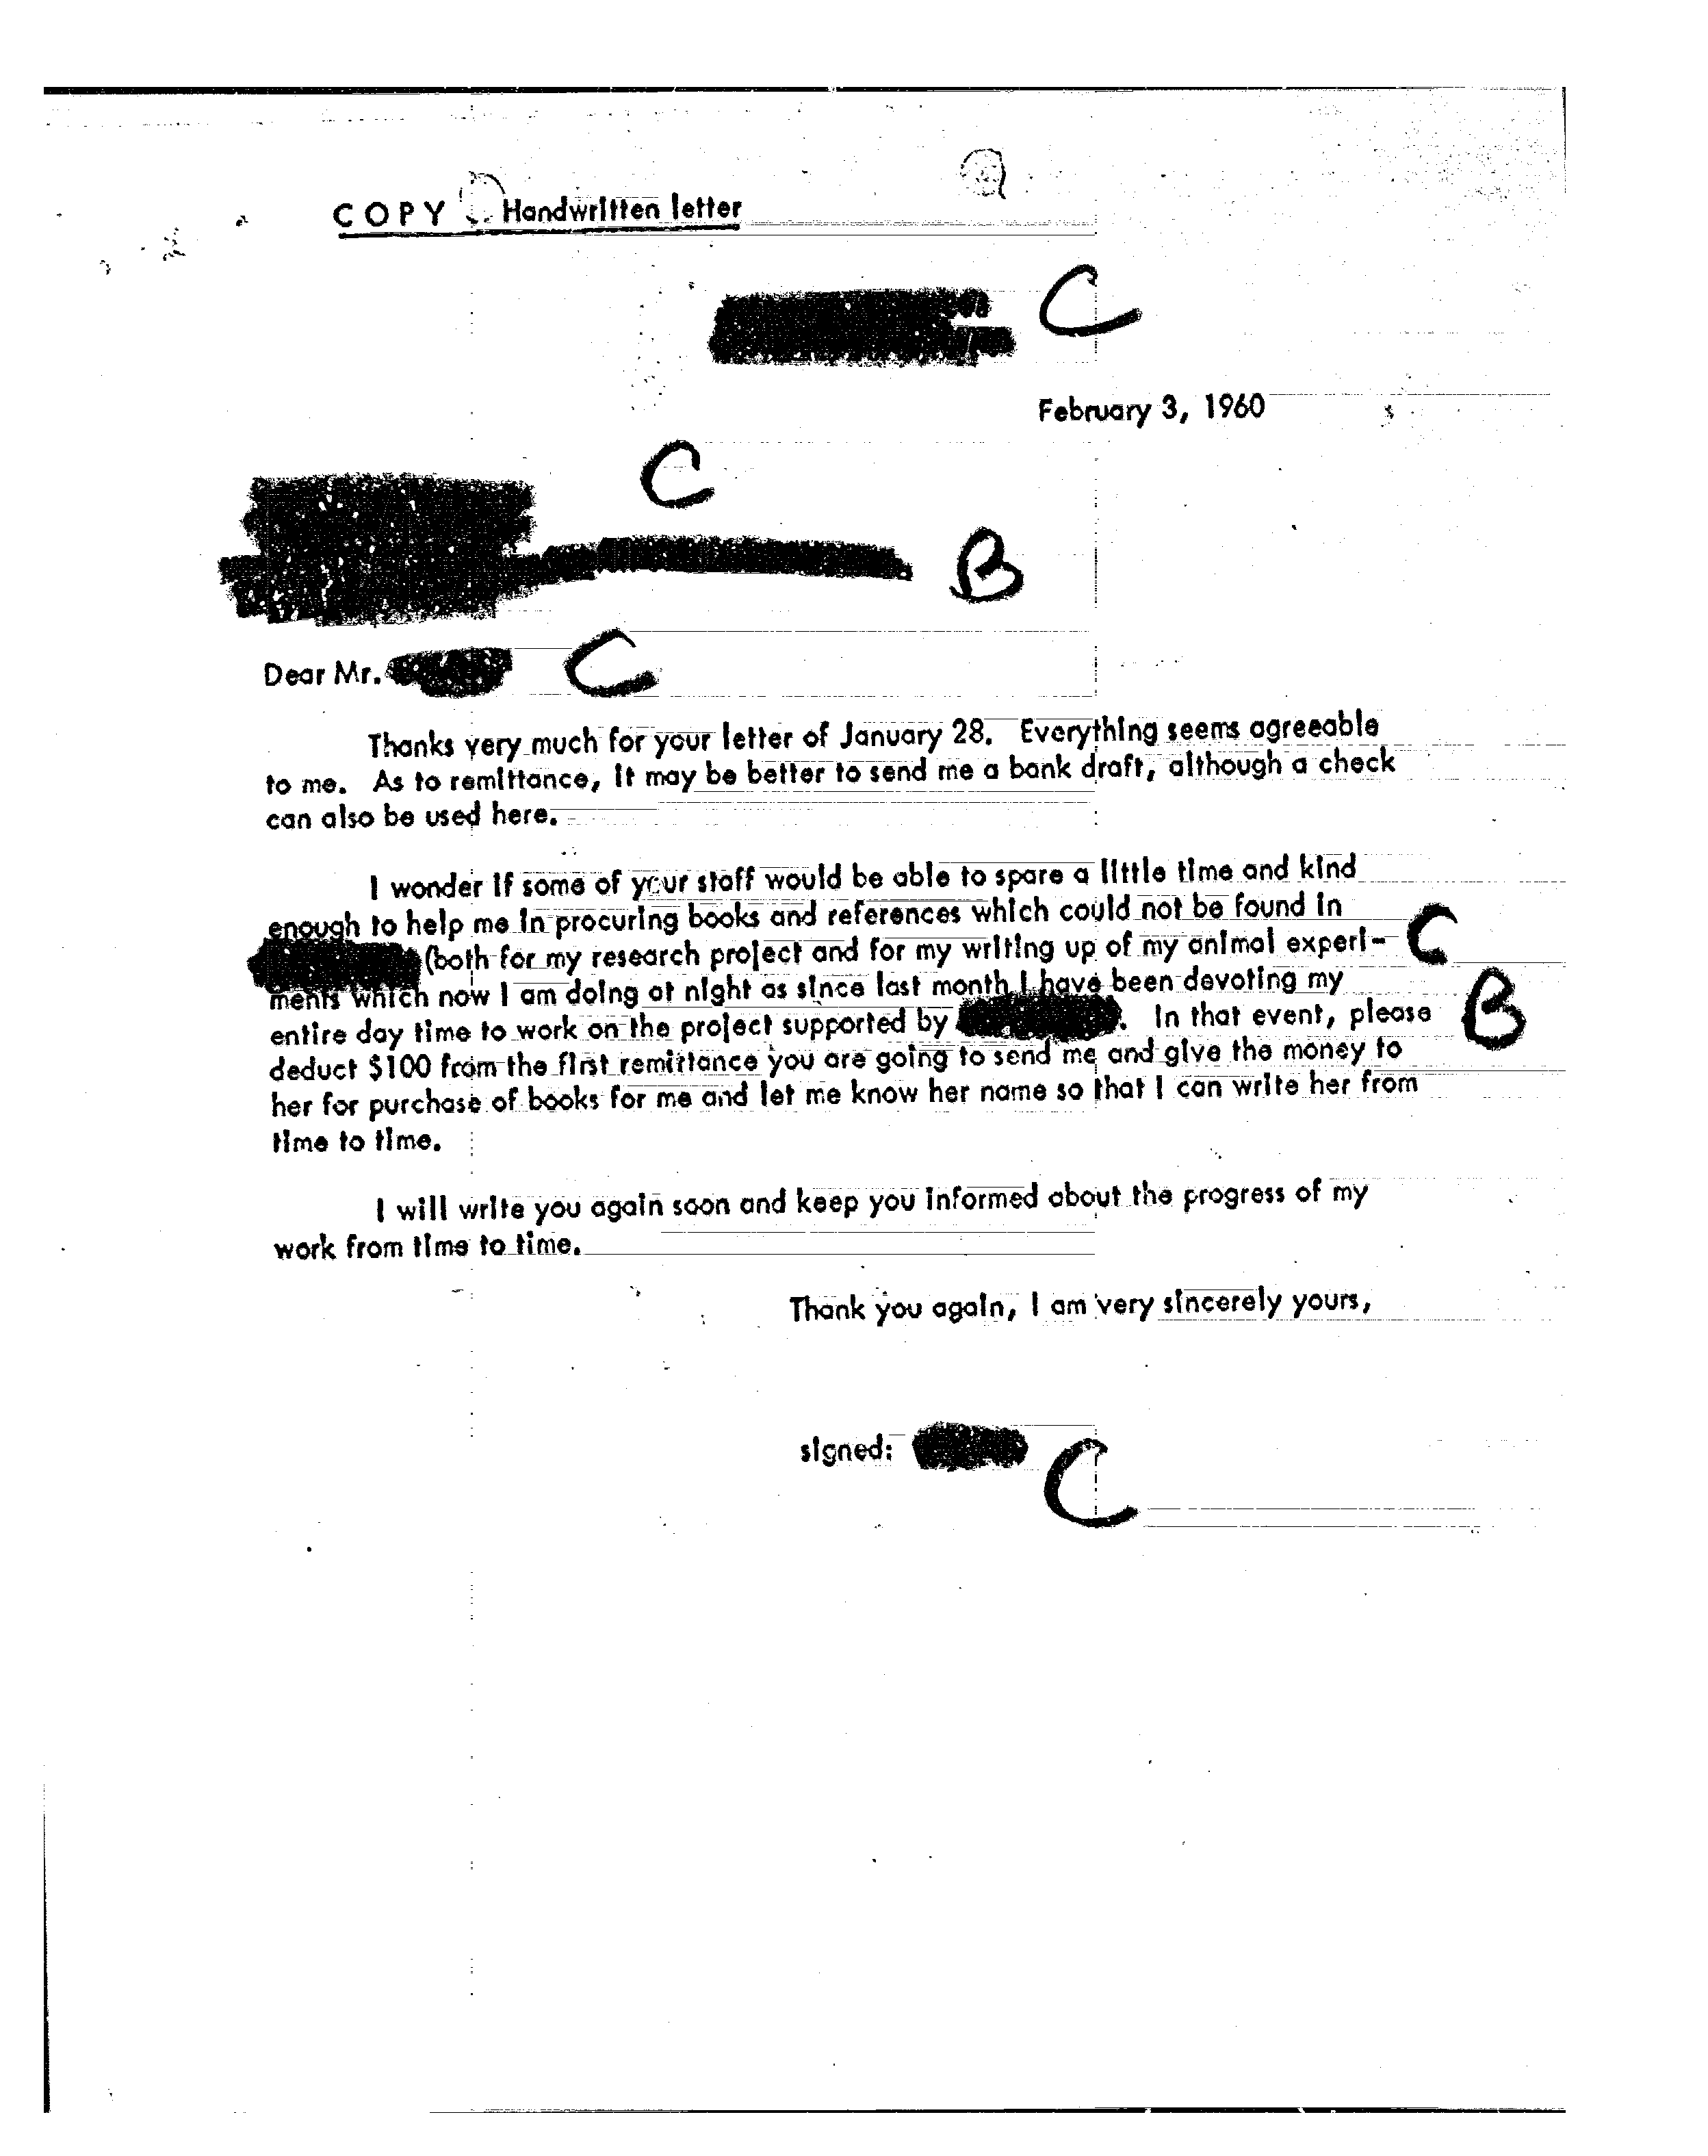 COPY Handwritten letter
C
February 3, 1960
C
B
Dear Mr. C
Thanks very much for your letter of January 28. Everything seems agreeable
to me. As to remittance, it may be better to send me a bank draft, although a check
can also be used here.
I wonder if some of your staff would be able to spare a little time and kind
enough to help me in procuring books and references which could not be found in
(both for my research project and for my writing up of my animal experi- C
ments which now I am doing at night as since last month I have been devoting my
entire day time to work on the project supported by . In that event, please B
deduct $100 from the first remittance you are going to send me and give the money to
her for purchase of books for me and let me know her name so that I can write her from
time to time.
I will write you again soon and keep you informed about the progress of my
work from time to time.
Thank you again, I am very sincerely yours,
signed: C